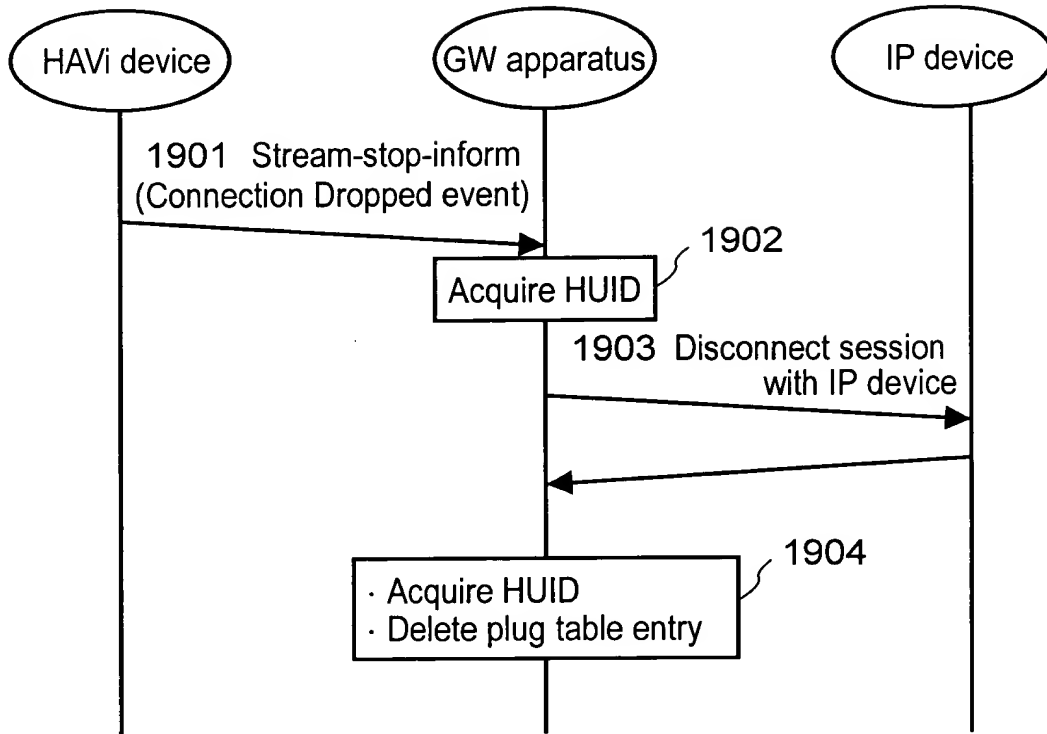 HAVi device
GW apparatus
IP device
1901 Stream-stop-inform
(Connection Dropped event)
1902
Acquire HUID
1903 Disconnect session
with IP device
1904
· Acquire HUID
· Delete plug table entry